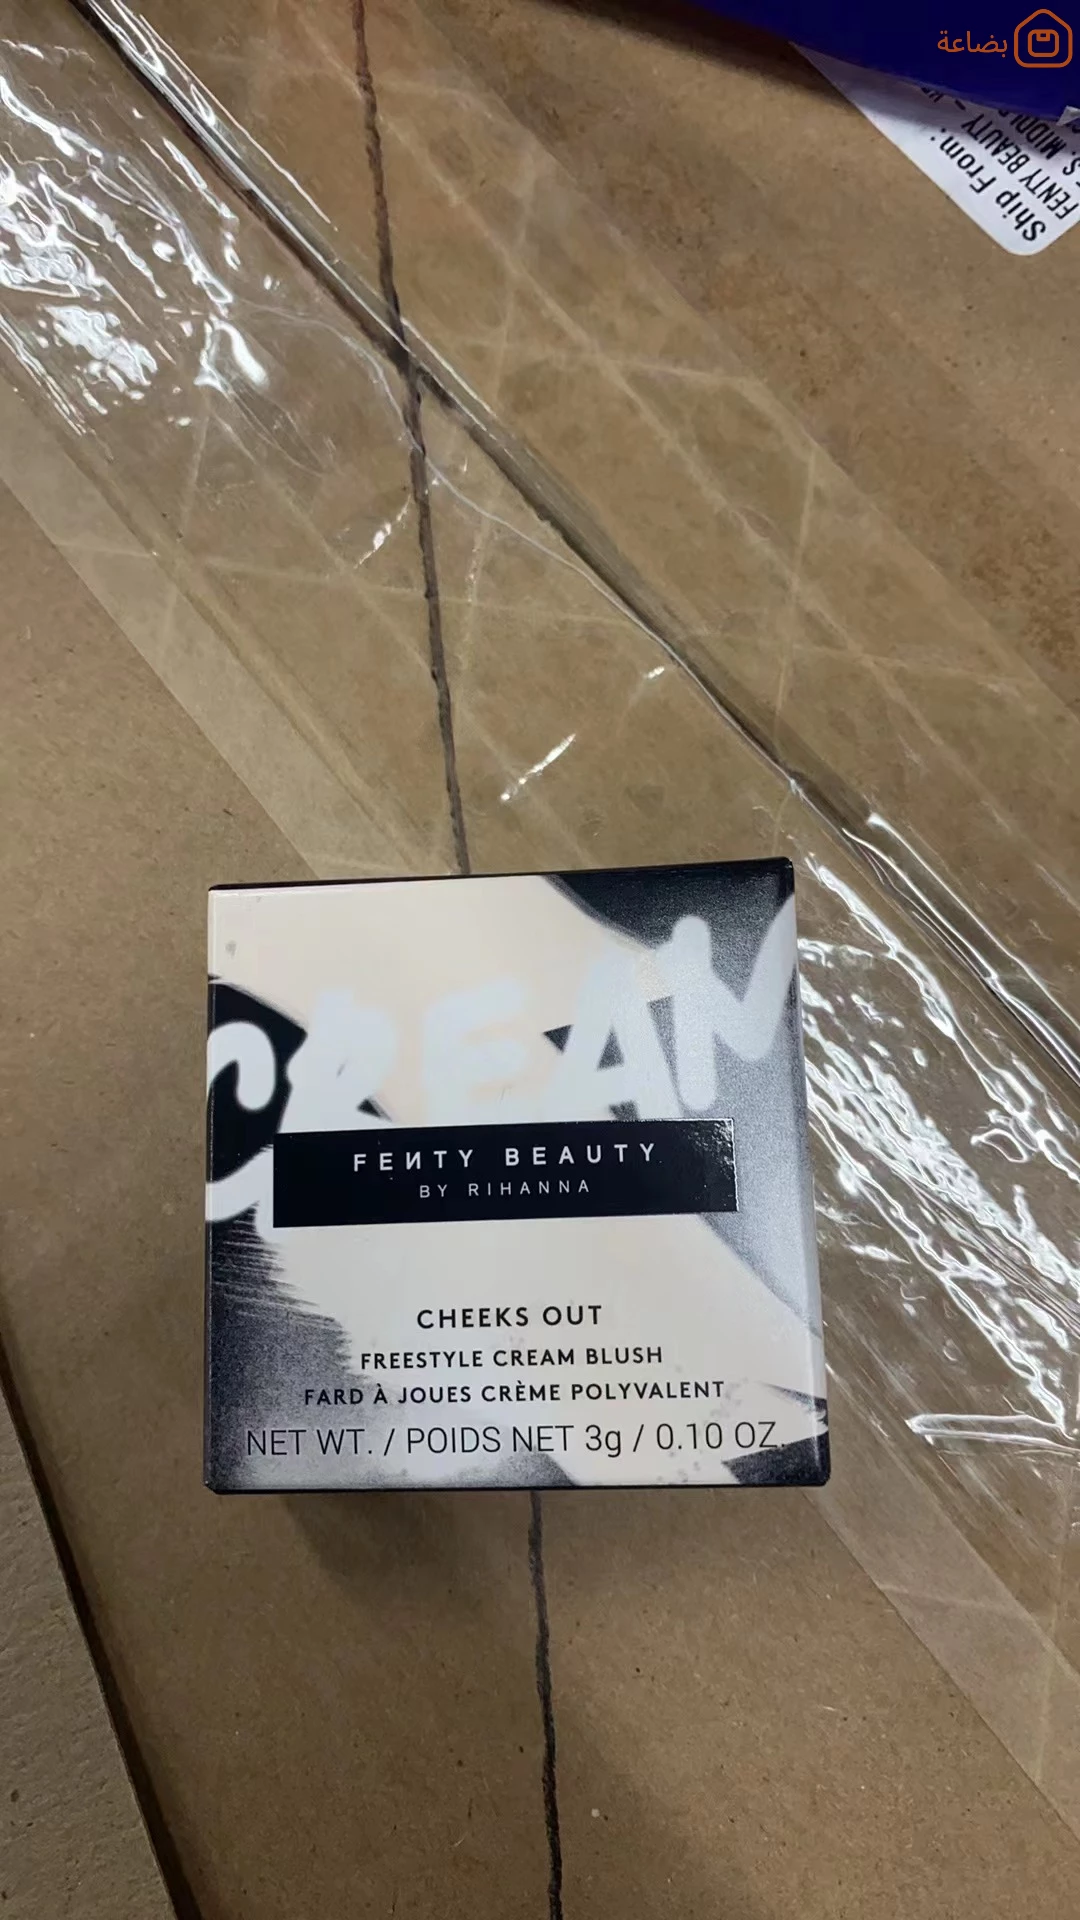 بضاعة
Ship From:
FENTY BEAUTY
CREAM
FEИTY BEAUTY
BY RIHANNA
CHEEKS OUT
FREESTYLE CREAM BLUSH
FARD À JOUES CRÈME POLYVALENT
NET WT. / POIDS NET 3g / 0.10 OZ.